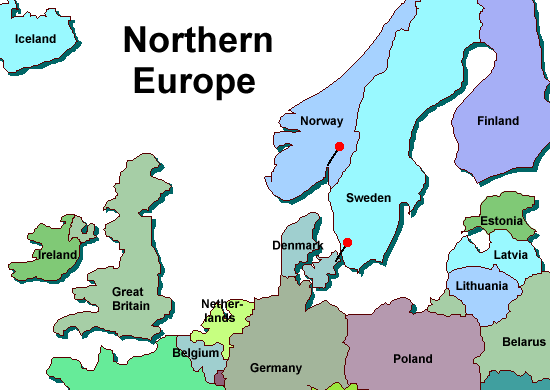 Northern
Europe
Iceland
Norway
Finland
Sweden
Estonia
Denmark
Latvia
Ireland
Lithuania
Great
Britain
Nether-
lands
Belarus
Belgium
Poland
Germany